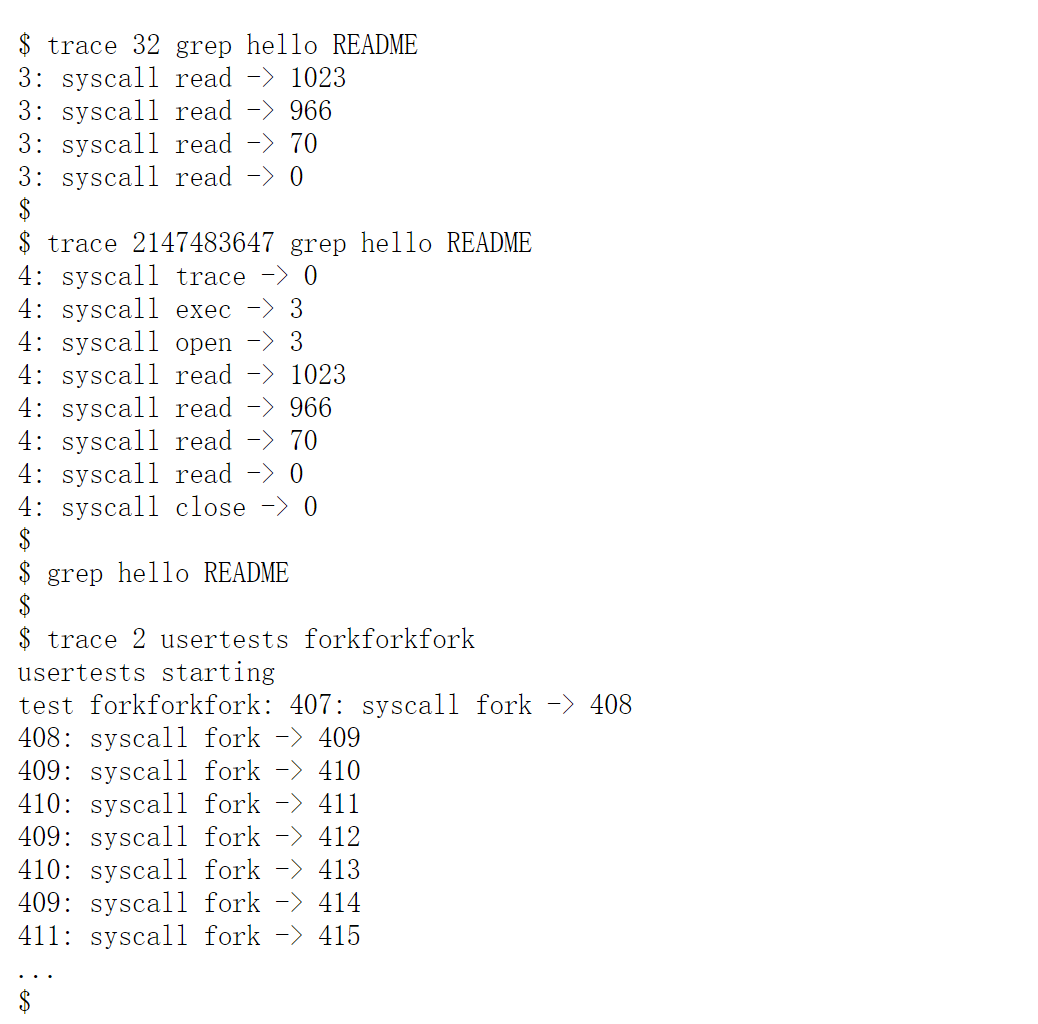 $ trace 32 grep hello README
3: syscall read -> 1023
3: syscall read -> 966
3: syscall read -> 70
3: syscall read -> 0
$
$ trace 2147483647 grep hello README
4: syscall trace -> 0
4: syscall exec -> 3
4: syscall open -> 3
4: syscall read -> 1023
4: syscall read -> 966
4: syscall read -> 70
4: syscall read -> 0
4: syscall close -> 0
$
$ grep hello README
$
$ trace 2 usertests forkforkfork
usertests starting
test forkforkfork: 407: syscall fork -> 408
408: syscall fork -> 409
409: syscall fork -> 410
410: syscall fork -> 411
409: syscall fork -> 412
410: syscall fork -> 413
409: syscall fork -> 414
411: syscall fork -> 415
...
$